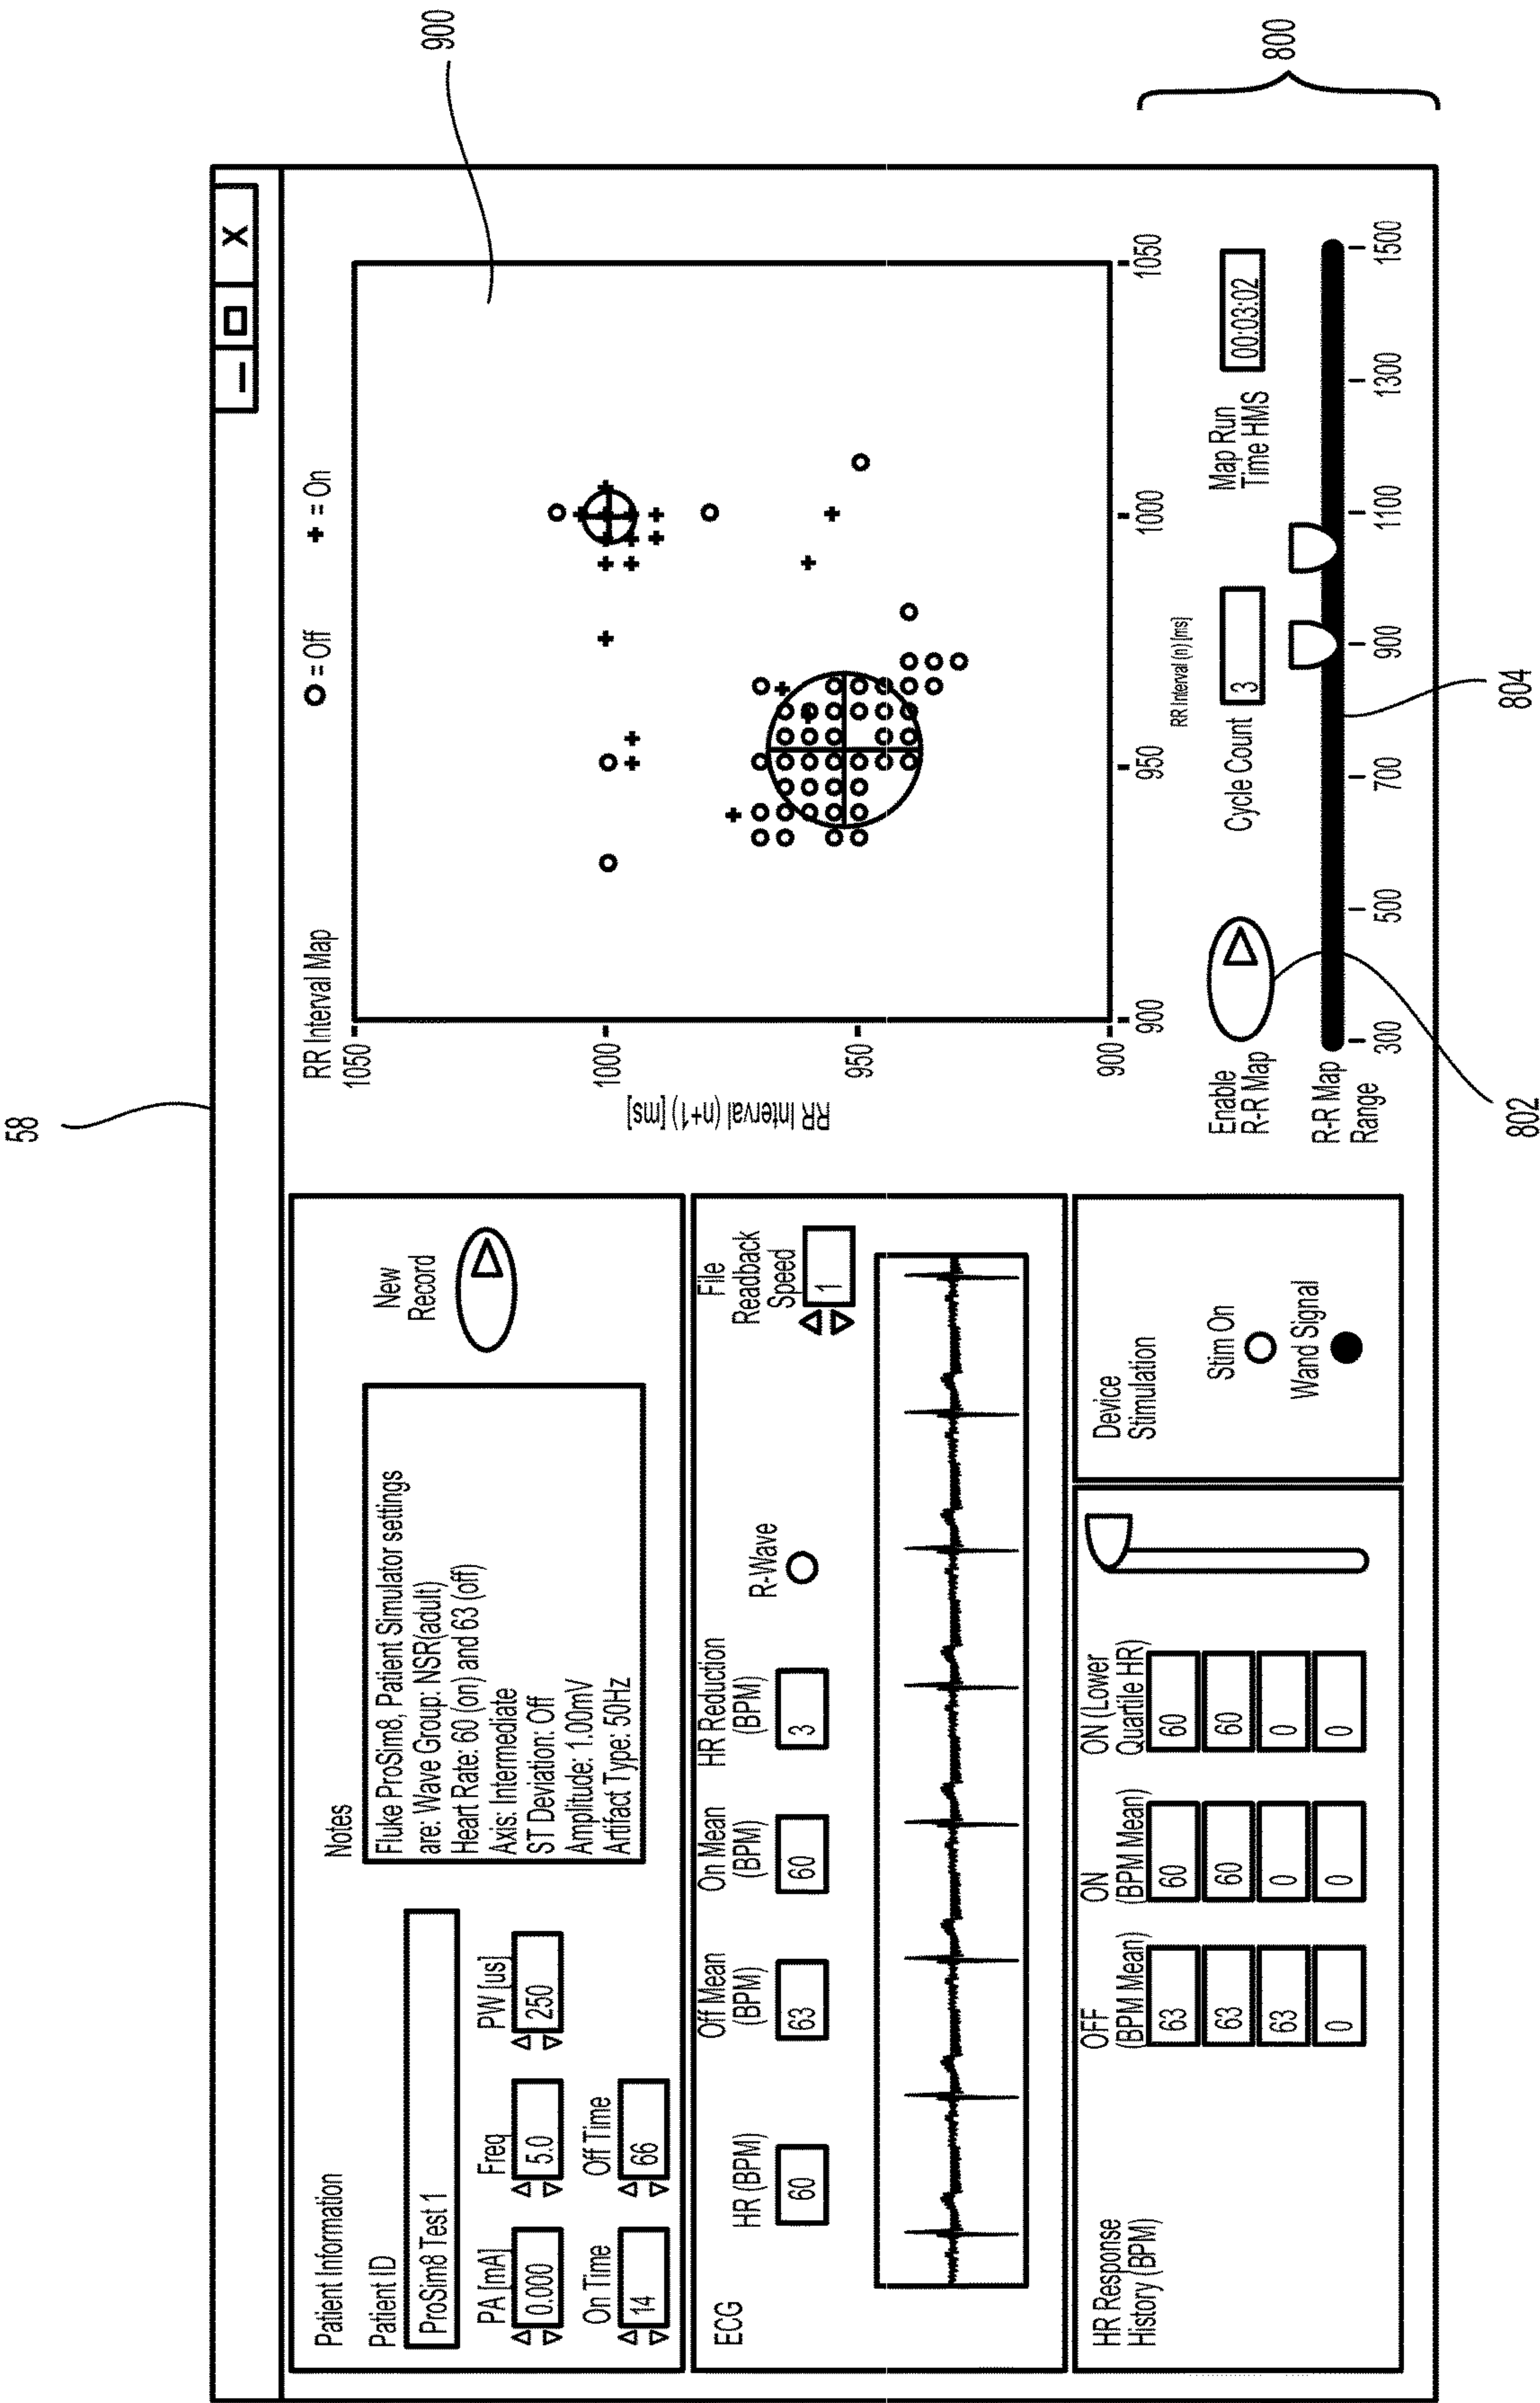 58
X
Patient Information
Patient ID
ProSim8 Test 1
PA [mA]
0.000
Freq
5.0
PW [us]
250
On Time
14
Off Time
66
Notes
Fluke ProSim8, Patient Simulator settings
are: Wave Group: NSR(adult)
Heart Rate: 60 (on) and 63 (off)
Axis: Intermediate
ST Deviation: Off
Amplitude: 1.00mV
Artifact Type: 50Hz
New
Record
ECG
HR (BPM)
60
Off Mean
(BPM)
63
On Mean
(BPM)
60
HR Reduction
(BPM)
3
R-Wave
File
Readback
Speed
1
HR Response
History (BPM)
OFF
(BPM Mean)
63
63
63
0
ON
(BPM Mean)
60
60
0
0
ON (Lower
Quartile HR)
60
60
0
0
Device
Stimulation
Stim On
Wand Signal
RR Interval Map
O = Off
+ = On
900
RR Interval (n+1) [ms]
1050
1000
950
900
900
950
1000
1050
RR Interval (n) [ms]
Enable
R-R Map
Cycle Count
3
Map Run
Time HMS
00:03:02
R-R Map
Range
300
500
700
900
1100
1300
1500
800
802
804